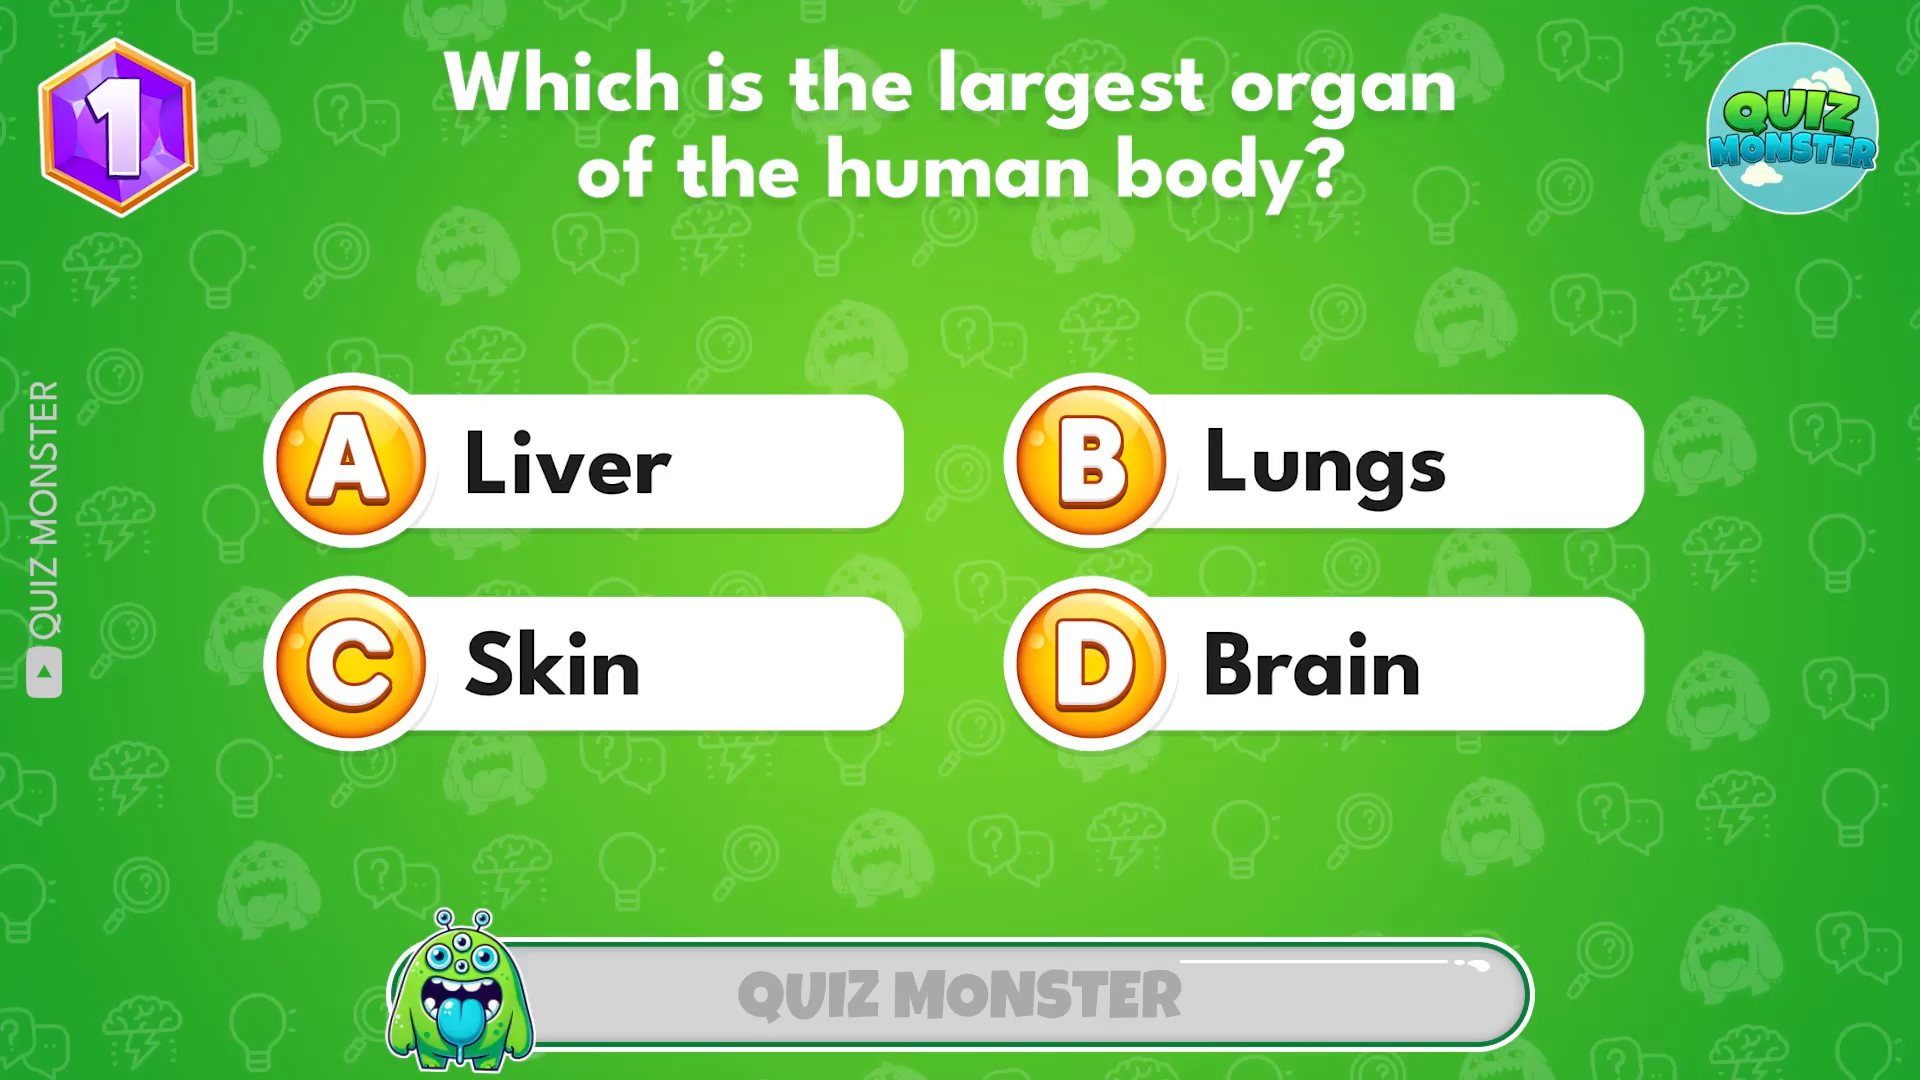 1
Which is the largest organ
of the human body?
QUIZ
MONSTER
A Liver
B Lungs
C Skin
D Brain
QUIZ MONSTER
QUIZ MONSTER